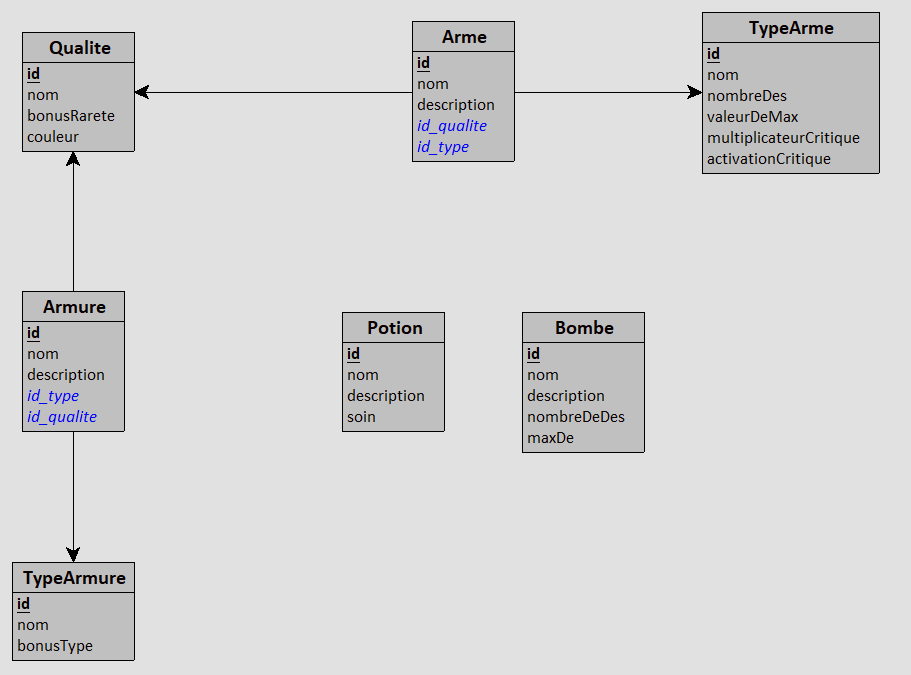 Qualite
id
nom
bonusRarete
couleur
Arme
id
nom
description
id_qualite
id_type
TypeArme
id
nom
nombreDes
valeurDeMax
multiplicateurCritique
activationCritique
Armure
id
nom
description
id_type
id_qualite
Potion
id
nom
description
soin
Bombe
id
nom
description
nombreDeDes
maxDe
TypeArmure
id
nom
bonusType